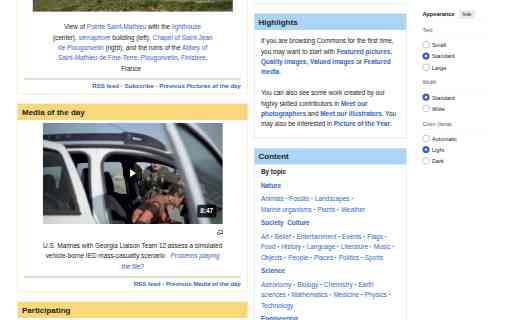 View of Pointe Saint-Mathieu with the lighthouse
(center), semaphore building (left), Chapel of Saint-Jean
de Plougonvelin (right), and the ruins of the Abbey of
Saint-Mathieu de Fine-Terre, Plougonvelin, Finistère,
France
RSS feed - Subscribe - Previous Pictures of the day
Media of the day
8:47
U.S. Marines with Georgia Liaison Team 12 assess a simulated
vehicle-borne IED mass-casualty scenario  Problems playing
the file?
RSS feed - Previous Media of the day
Participating
Highlights
If you are browsing Commons for the first time,
you may want to start with Featured pictures,
Quality images, Valued images or Featured
media.
You can also see some work created by our
highly skilled contributors in Meet our
photographers and Meet our illustrators. You
may also be interested in Picture of the Year.
Content
By topic
Nature
Animals · Fossils · Landscapes ·
Marine organisms · Plants · Weather
Society  Culture
Art · Belief · Entertainment · Events · Flags ·
Food · History · Language · Literature · Music ·
Objects · People · Places · Politics · Sports
Science
Astronomy · Biology · Chemistry · Earth
sciences · Mathematics · Medicine · Physics ·
Technology
Engineering
Appearance hide
Text
Small
Standard
Large
Width
Standard
Wide
Color (beta)
Automatic
Light
Dark